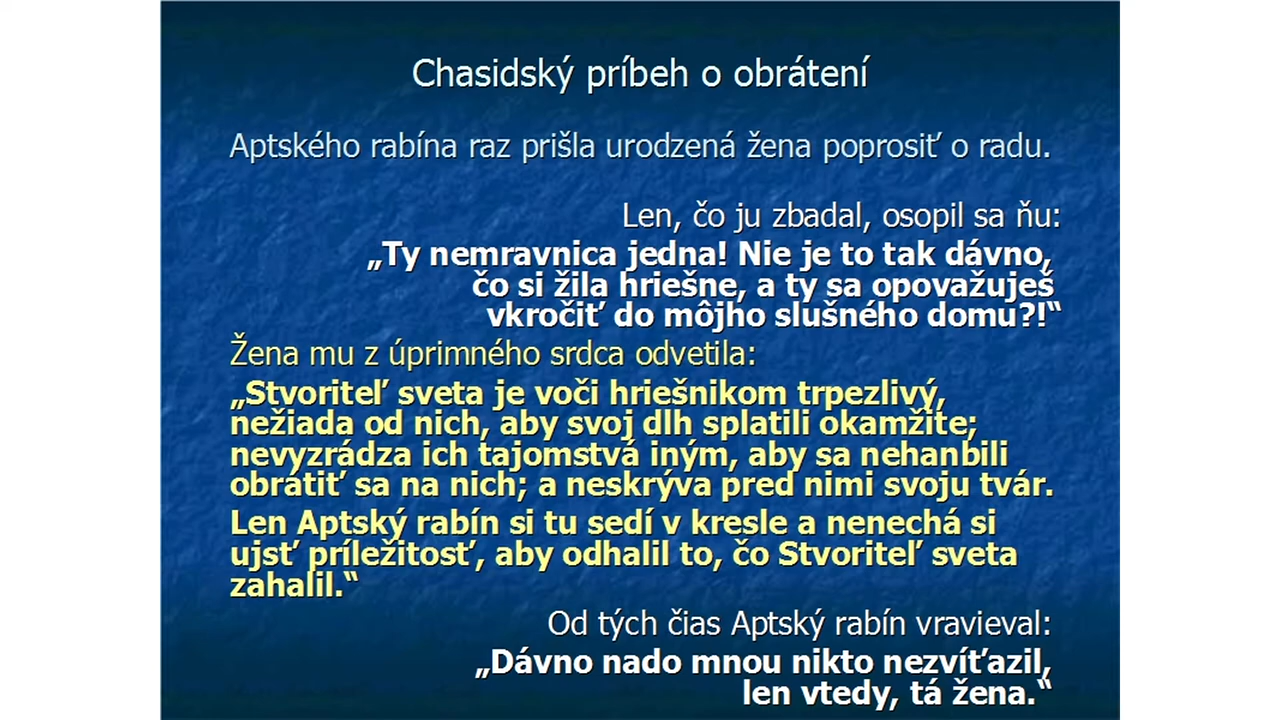 Chasidský príbeh o obrátení
Aptského rabína raz prišla urodzená žena poprosiť o radu.
Len, čo ju zbadal, osopil sa ňu:
„Ty nemravnica jedna! Nie je to tak dávno,
čo si žila hriešne, a ty sa opovažuješ
vkročiť do môjho slušného domu?!“
Žena mu z úprimného srdca odvetila:
„Stvoriteľ sveta je voči hriešnikom trpezlivý,
nežiada od nich, aby svoj dlh splatili okamžite;
nevyzrádza ich tajomstvá iným, aby sa nehanbili
obrátiť sa na nich; a neskrýva pred nimi svoju tvár.
Len Aptský rabín si tu sedí v kresle a nenechá si
ujsť príležitosť, aby odhalil to, čo Stvoriteľ sveta
zahalil.“
Od tých čias Aptský rabín vravieval:
„Dávno nado mnou nikto nezvíťazil,
len vtedy, tá žena.“